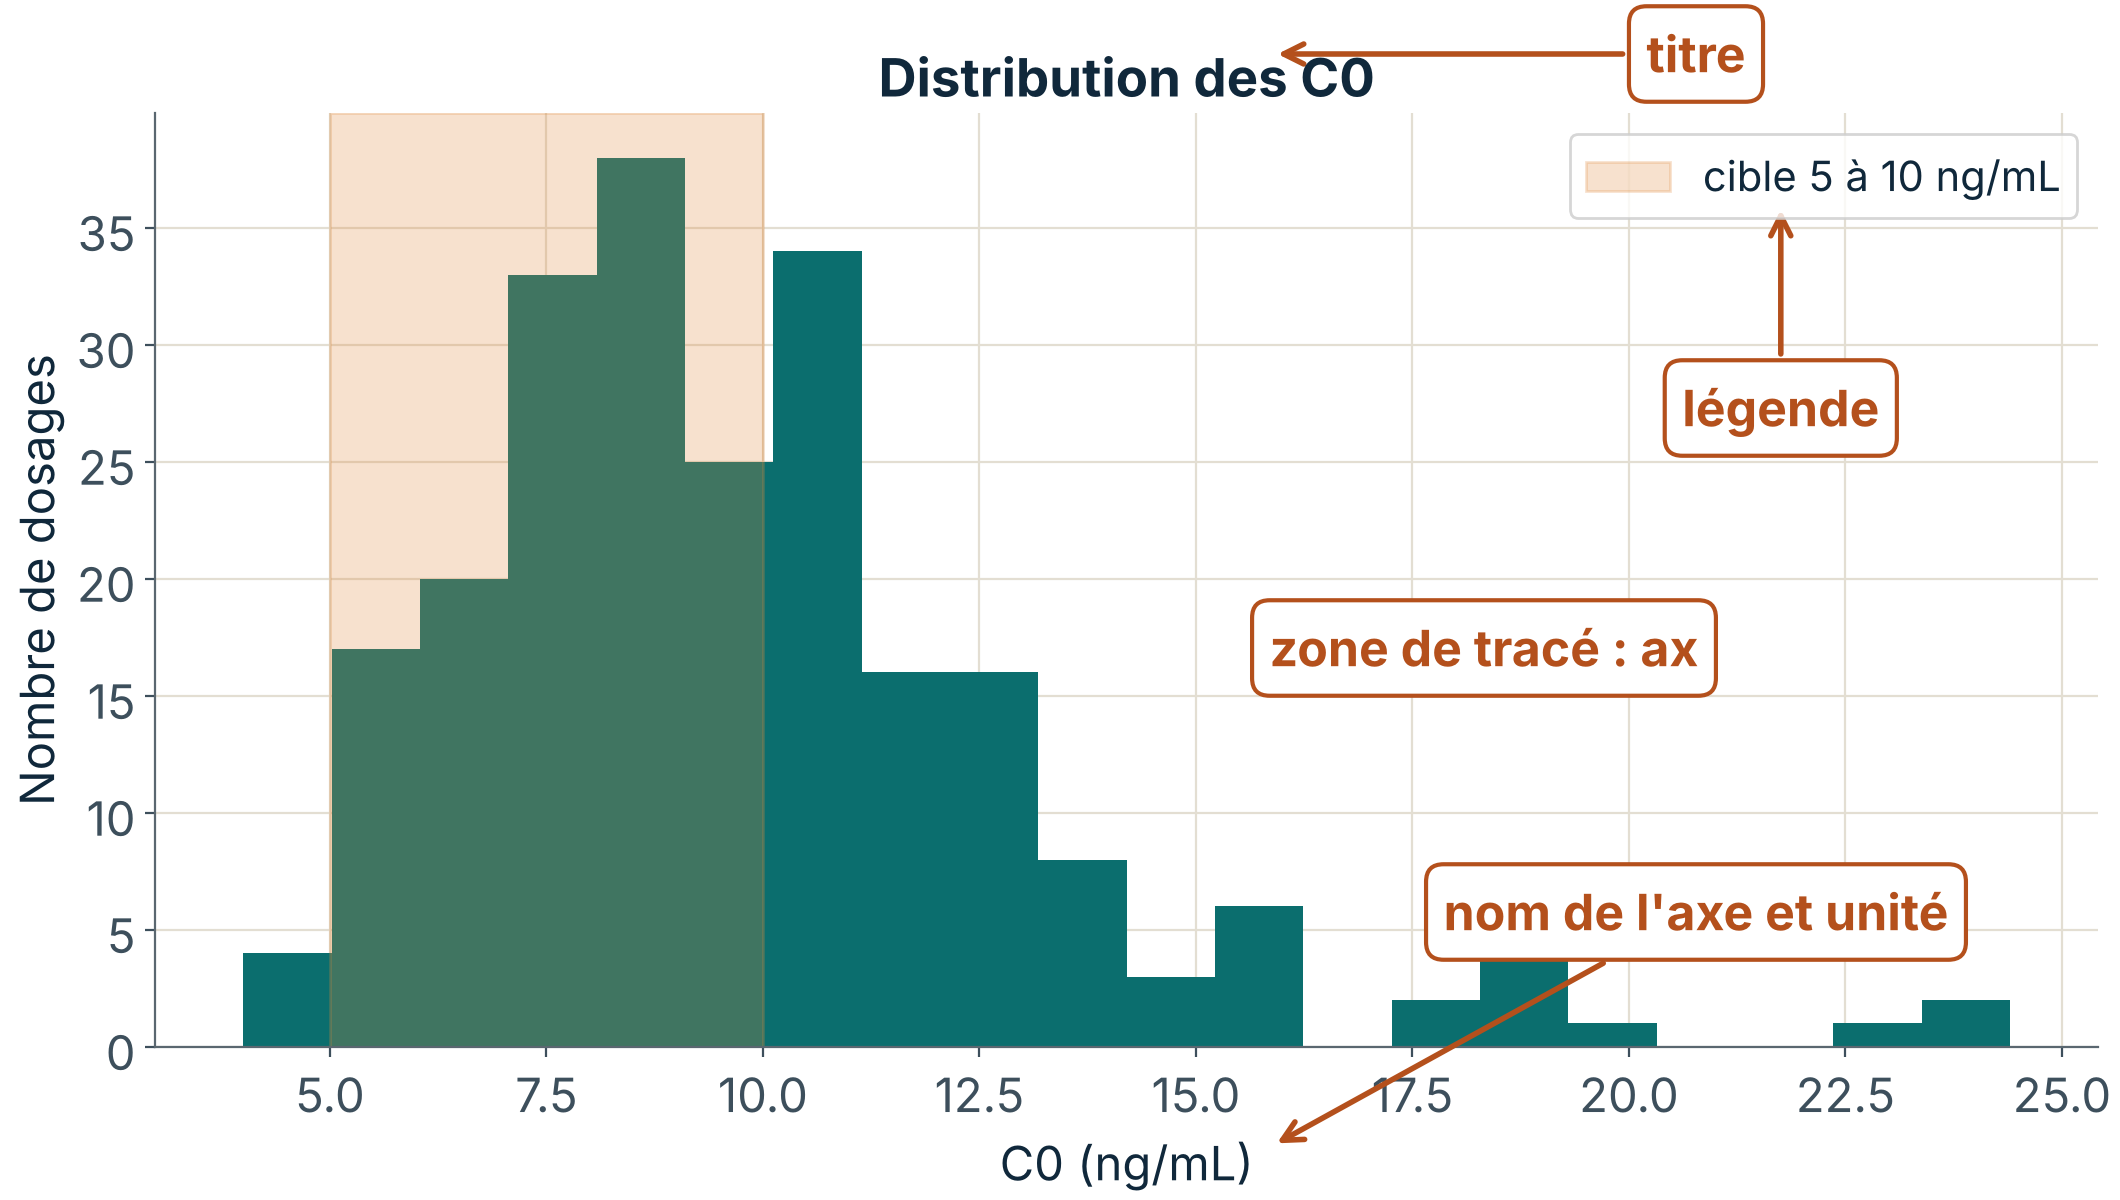 titre
Distribution des C0
cible 5 à 10 ng/mL
légende
zone de tracé : ax
nom de l'axe et unité
Nombre de dosages
35
30
25
20
15
10
5
0
5.0 7.5 10.0 12.5 15.0 17.5 20.0 22.5 25.0
C0 (ng/mL)